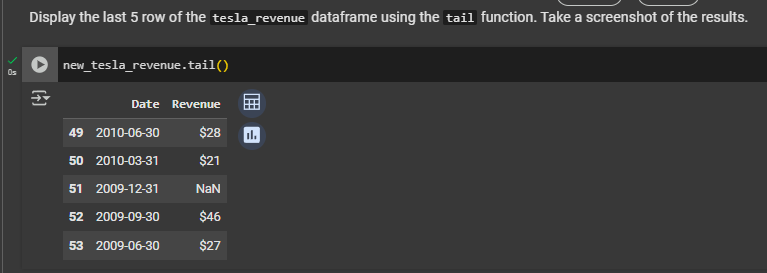 Display the last 5 row of the tesla_revenue dataframe using the tail function. Take a screenshot of the results.
0s
new_tesla_revenue.tail()
Date Revenue
49 2010-06-30 $28
50 2010-03-31 $21
51 2009-12-31 NaN
52 2009-09-30 $46
53 2009-06-30 $27